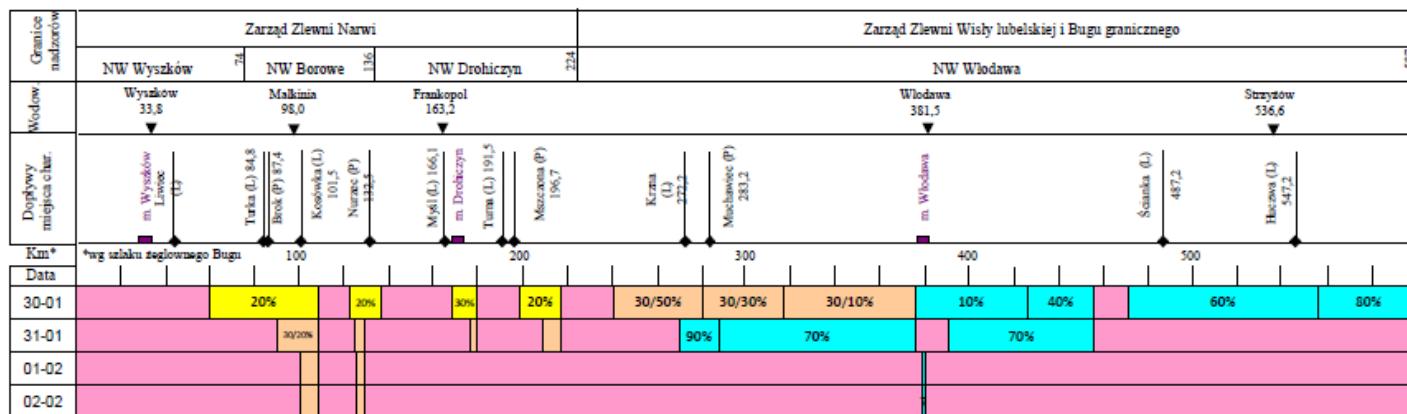 Granice nadzorów
Zarząd Zlewni Narwi
Zarząd Zlewni Wisły lubelskiej i Bugu granicznego
NW Wyszków
74
NW Borowe
136
NW Drohiczyn
224
NW Włodawa
Wodow.
Wyszków
33,8
Małkinia
98,0
Frankopol
163,2
Włodawa
381,5
Strzyżów
536,6
Dopływy miejsca char.
m. Wyszków
Liwiec (L)
Turka (L) 84,8
Brok (P) 87,4
Kosówka (L) 101,5
Nurzec (P) 132,5
Myśl (L) 166,1
m. Drohiczyn
Turna (L) 191,5
Mszczona (P) 196,7
Krzna (L) 272,2
Muchawiec (P) 283,2
m. Włodawa
Ścianka (L) 487,2
Huczwa (L) 547,2
Km*
*wg szlaku żeglownego Bugu
100
200
300
400
500
Data
30-01
20%
20%
30%
20%
30/50%
30/30%
30/10%
10%
40%
60%
80%
31-01
30/20%
90%
70%
70%
01-02
02-02